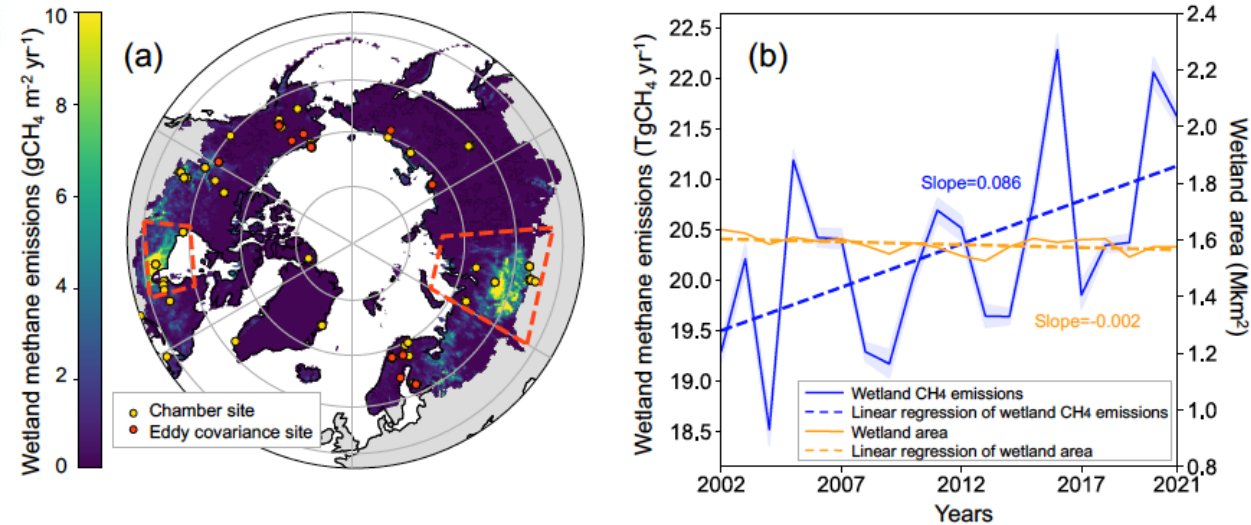 Wetland methane emissions (gCH₄ m⁻² yr⁻¹)
10
8
6
4
2
0
(a)
Chamber site
Eddy covariance site
Wetland methane emissions (TgCH₄ yr⁻¹)
22.5
22.0
21.5
21.0
20.5
20.0
19.5
19.0
18.5
(b)
Slope=0.086
Slope=-0.002
Wetland CH₄ emissions
Linear regression of wetland CH₄ emissions
Wetland area
Linear regression of wetland area
2002
2007
2012
2017
2021
Years
2.4
2.2
2.0
1.8
1.6
1.4
1.2
1.0
0.8
Wetland area (Mkm²)